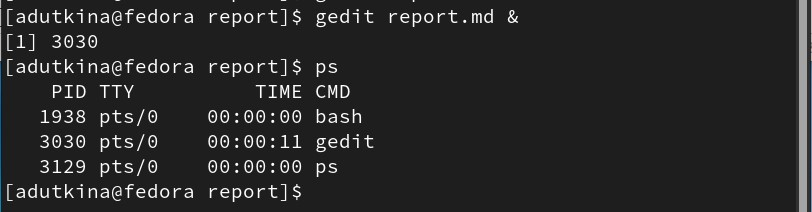 [adutkina@fedora report]$ gedit report.md &
[1] 3030
[adutkina@fedora report]$ ps
    PID TTY          TIME CMD
   1938 pts/0    00:00:00 bash
   3030 pts/0    00:00:11 gedit
   3129 pts/0    00:00:00 ps
[adutkina@fedora report]$